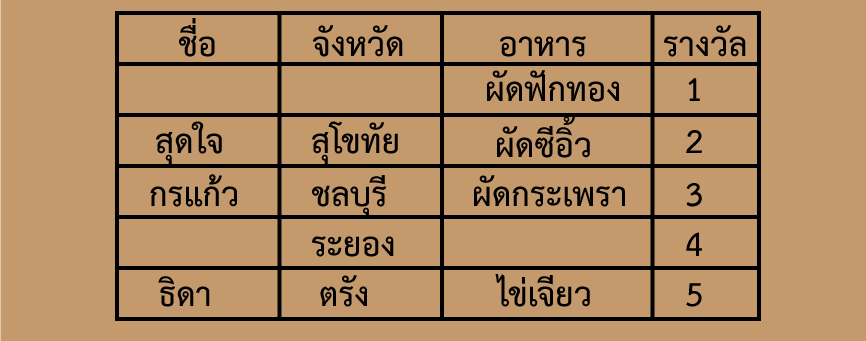 ชื่อ จังหวัด อาหาร รางวัล
ผัดฟักทอง 1
สุดใจ สุโขทัย ผัดซีอิ้ว 2
กรแก้ว ชลบุรี ผัดกระเพรา 3
ระยอง 4
ธิดา ตรัง ไข่เจียว 5